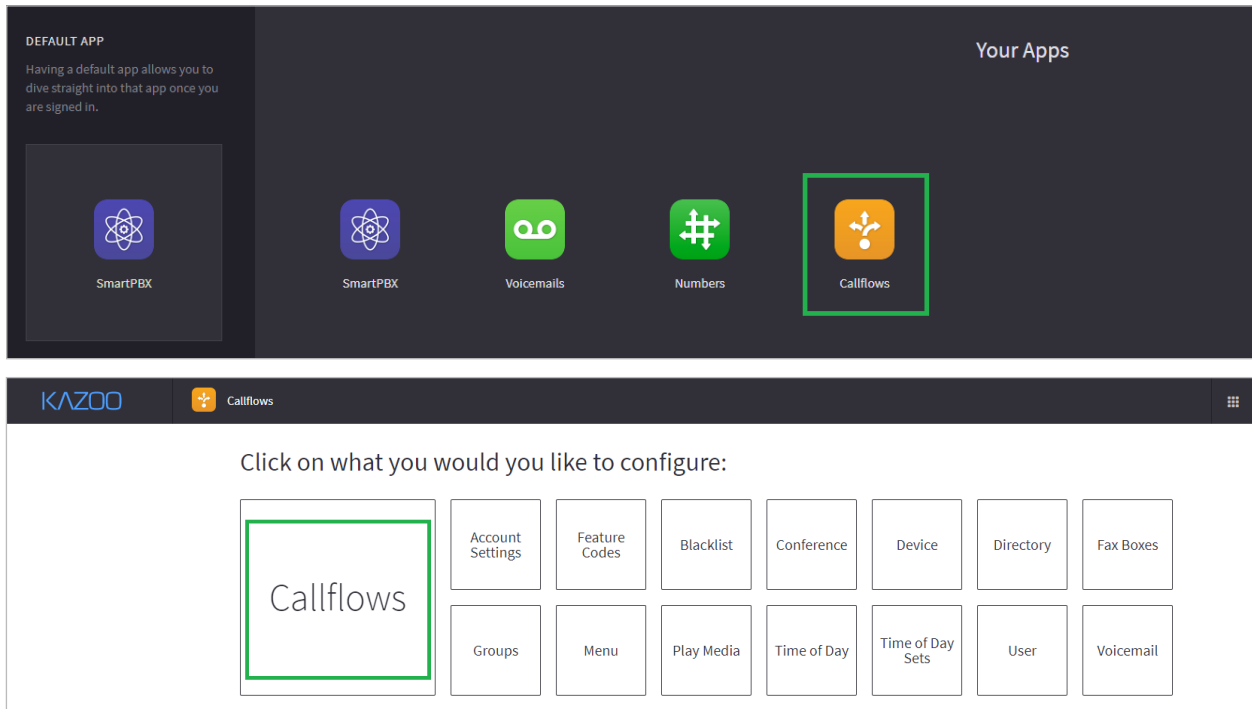 DEFAULT APP
Having a default app allows you to
dive straight into that app once you
are signed in.
SmartPBX
Your Apps
SmartPBX
Voicemails
Numbers
Callflows
KAZOO
Callflows
Click on what you would you like to configure:
Callflows
Account
Settings
Feature
Codes
Blacklist
Conference
Device
Directory
Fax Boxes
Groups
Menu
Play Media
Time of Day
Time of Day
Sets
User
Voicemail